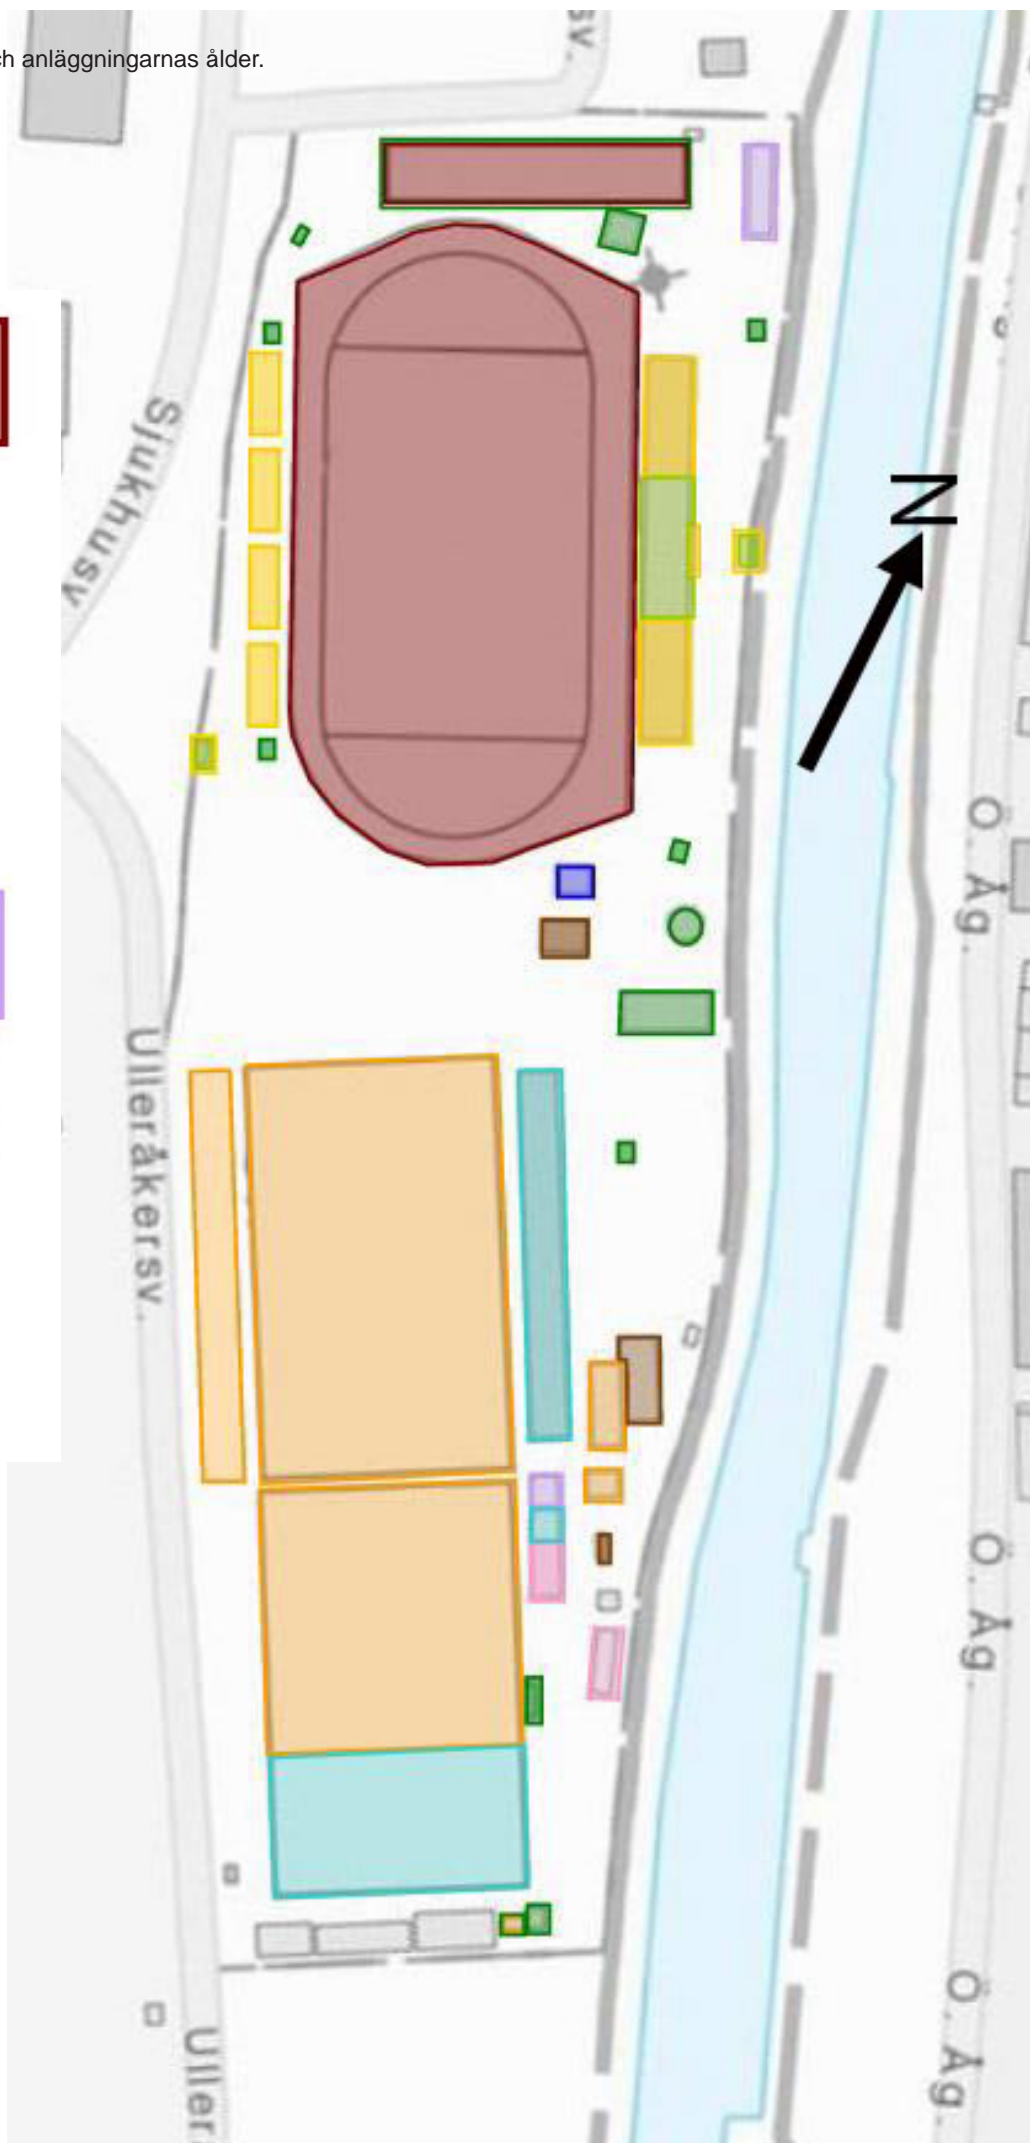 ch anläggningarnas ålder.
sv.
Sjukhusv
N
Ö. Åg.
Ulleråkersv.
Ö. Åg.
Ö. Åg.
Uller